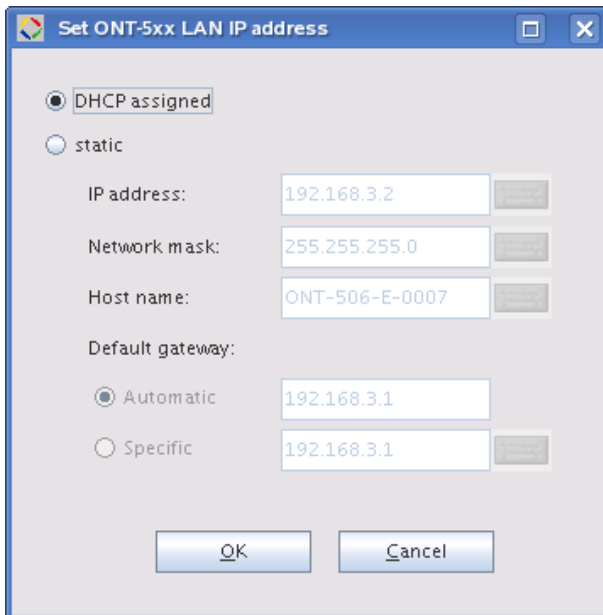 Set ONT-5xx LAN IP address
DHCP assigned
static
IP address: 192.168.3.2
Network mask: 255.255.255.0
Host name: ONT-506-E-0007
Default gateway:
Automatic 192.168.3.1
Specific 192.168.3.1
OK Cancel